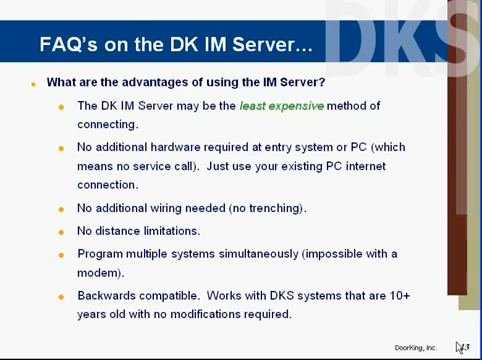 DKS
FAQ's on the DK IM Server...
What are the advantages of using the IM Server?
The DK IM Server may be the least expensive method of
connecting.
No additional hardware required at entry system or PC (which
means no service call). Just use your existing PC internet
connection.
No additional wiring needed (no trenching).
No distance limitations.
Program multiple systems simultaneously (impossible with a
modem).
Backwards compatible. Works with DKS systems that are 10+
years old with no modifications required.
DoorKing, Inc. 13